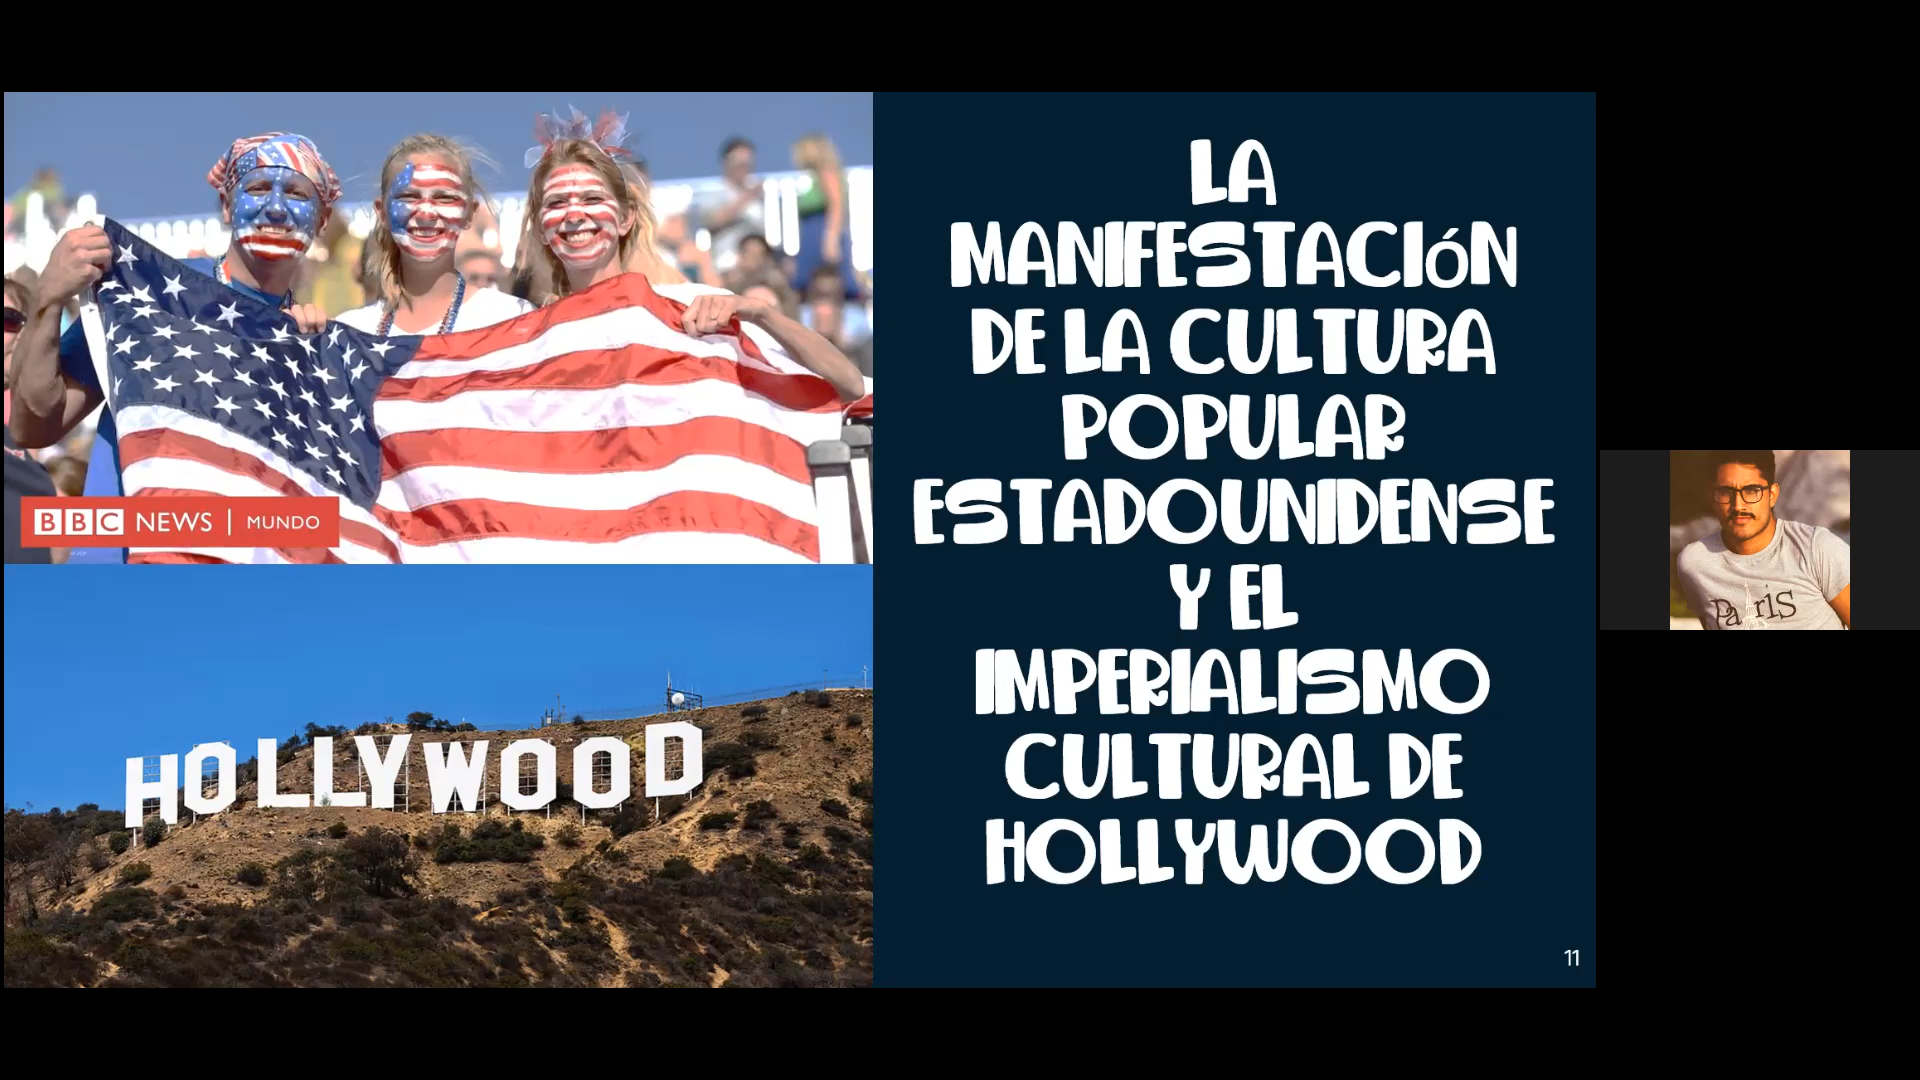 LA
MANIFESTACIÓN
DE LA CULTURA
POPULAR
ESTADOUNIDENSE
Y EL
IMPERIALISMO
CULTURAL DE
HOLLYWOOD
BBC NEWS | MUNDO
HOLLYWOOD
Paris
11